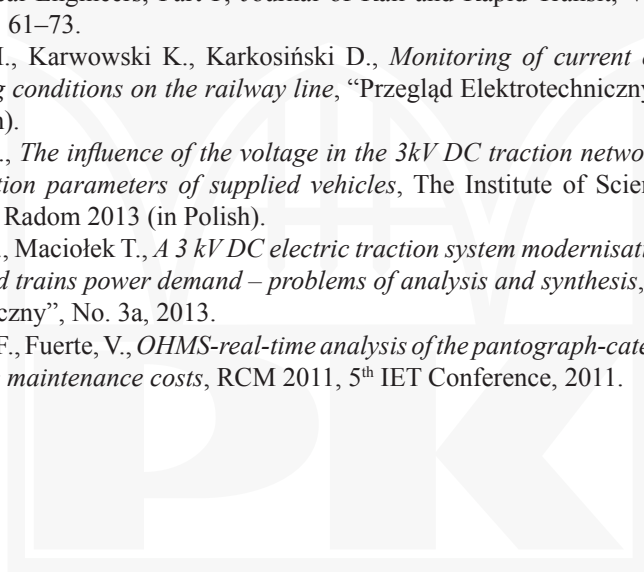 61–73.
I., Karwowski K., Karkosiński D., Monitoring of current c
g conditions on the railway line, “Przegląd Elektrotechniczny
n).
., The influence of the voltage in the 3kV DC traction networ
tion parameters of supplied vehicles, The Institute of Scien
Radom 2013 (in Polish).
., Maciołek T., A 3 kV DC electric traction system modernisati
d trains power demand – problems of analysis and synthesis,
czny”, No. 3a, 2013.
F., Fuerte, V., OHMS-real-time analysis of the pantograph-cate
maintenance costs, RCM 2011, 5th IET Conference, 2011.